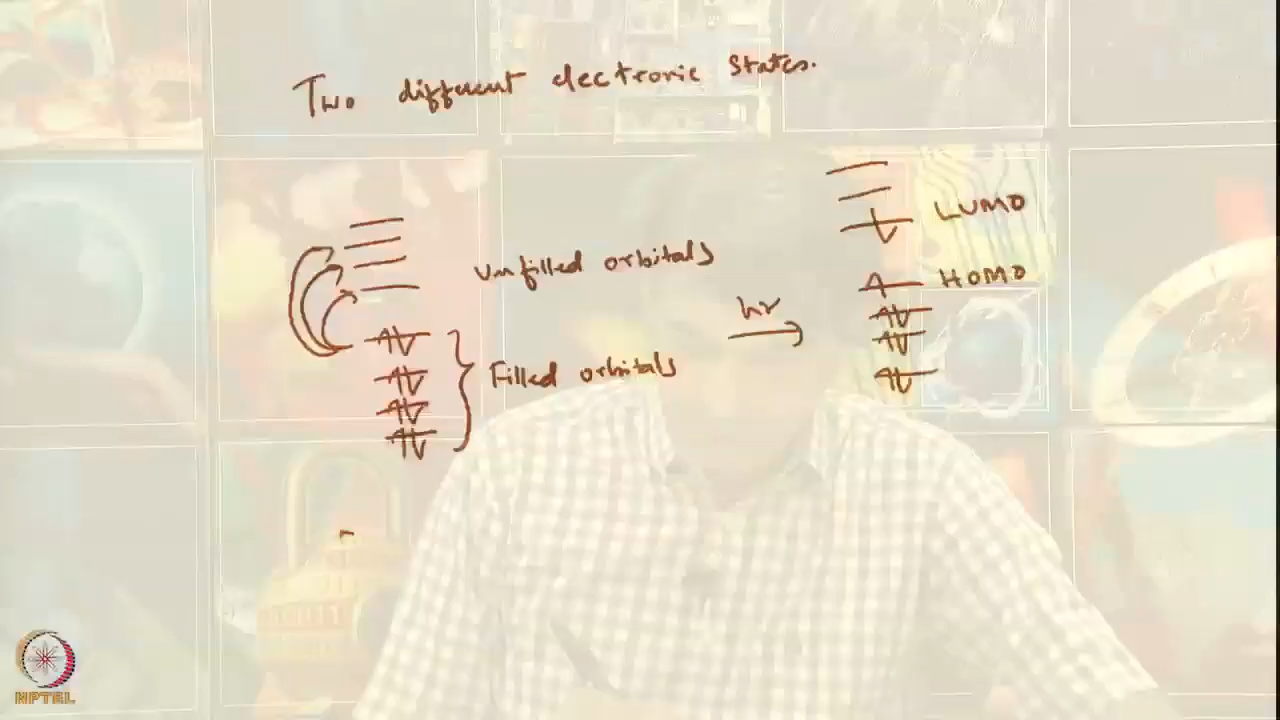 Two different electronic states.
LUMO
unfilled orbitals
HOMO
hν
Filled orbitals
NPTEL